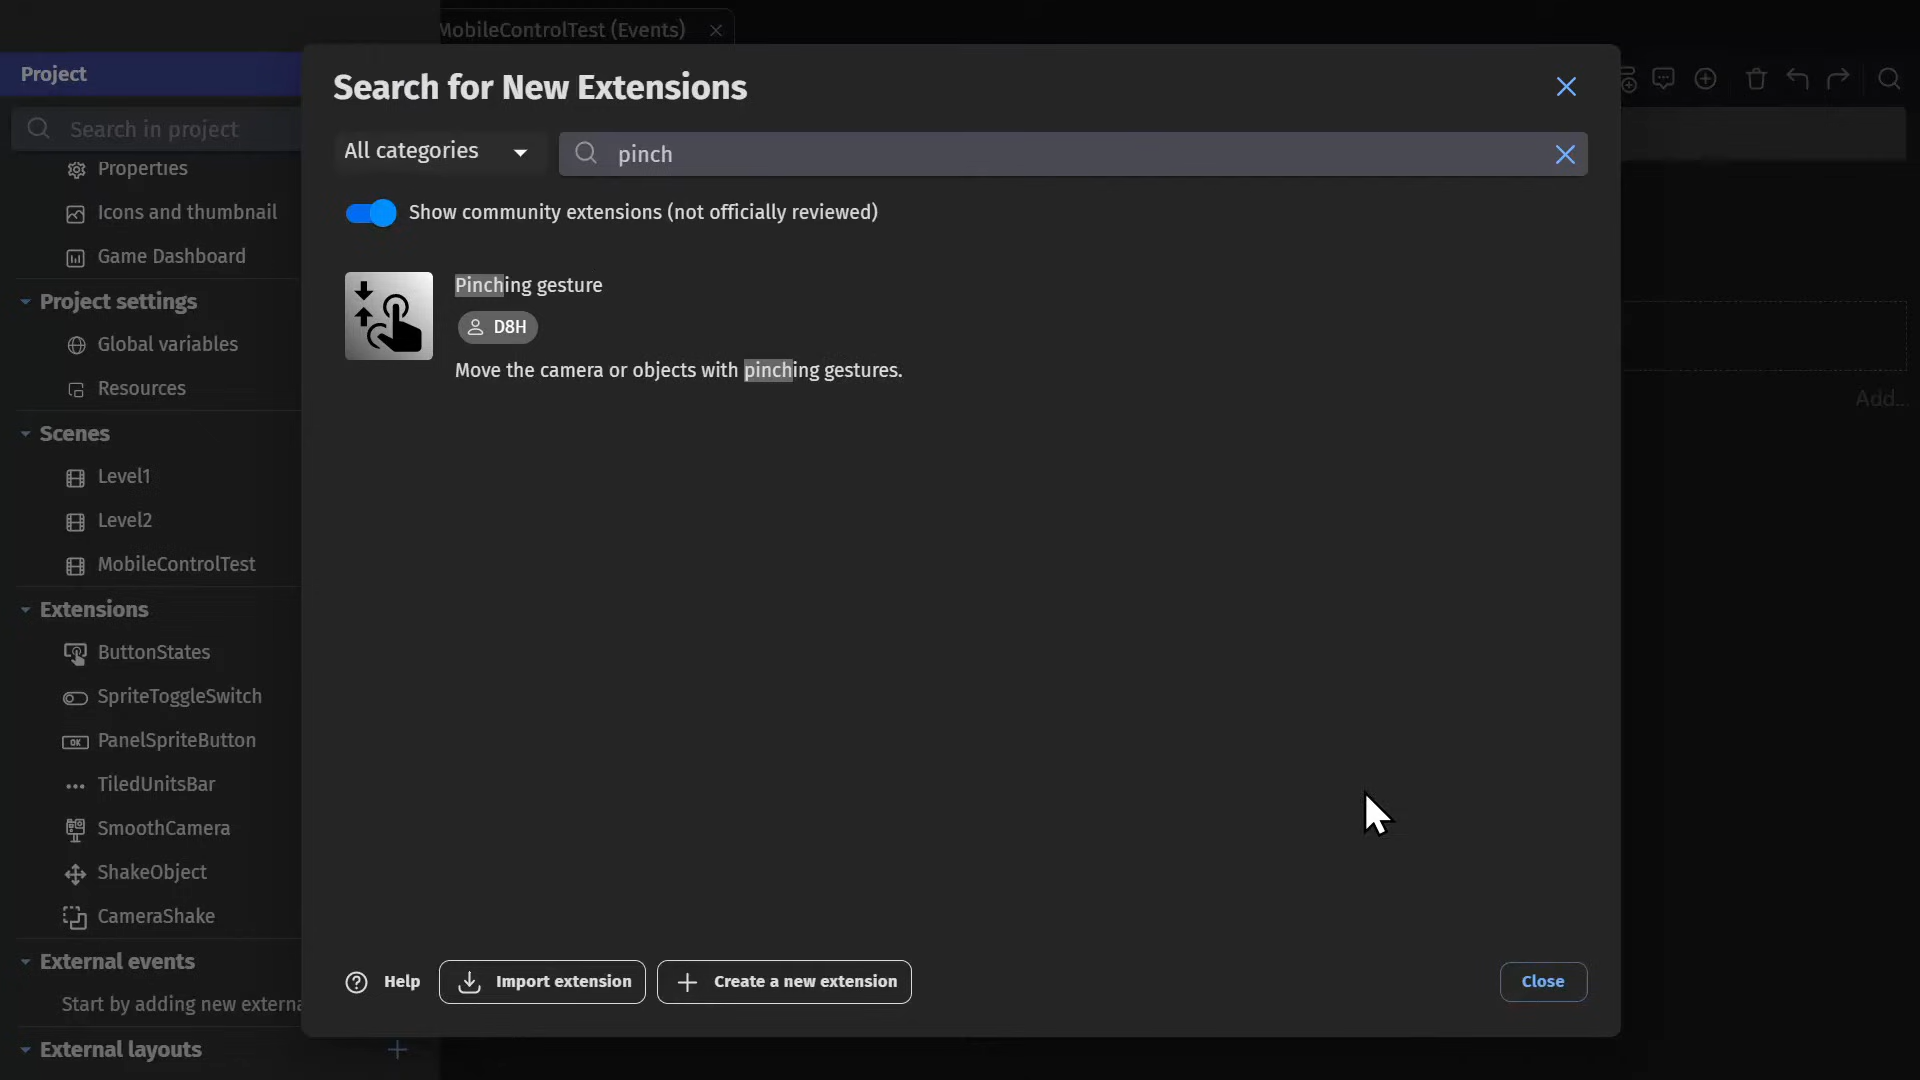 MobileControlTest (Events)
Project
Search in project
Properties
Icons and thumbnail
Game Dashboard
Project settings
Global variables
Resources
Scenes
Level1
Level2
MobileControlTest
Extensions
ButtonStates
SpriteToggleSwitch
OK PanelSpriteButton
TiledUnitsBar
SmoothCamera
ShakeObject
CameraShake
External events
Start by adding new externa
External layouts
Search for New Extensions
All categories
pinch
Show community extensions (not officially reviewed)
Pinching gesture
D8H
Move the camera or objects with pinching gestures.
Add...
Help
Import extension
Create a new extension
Close